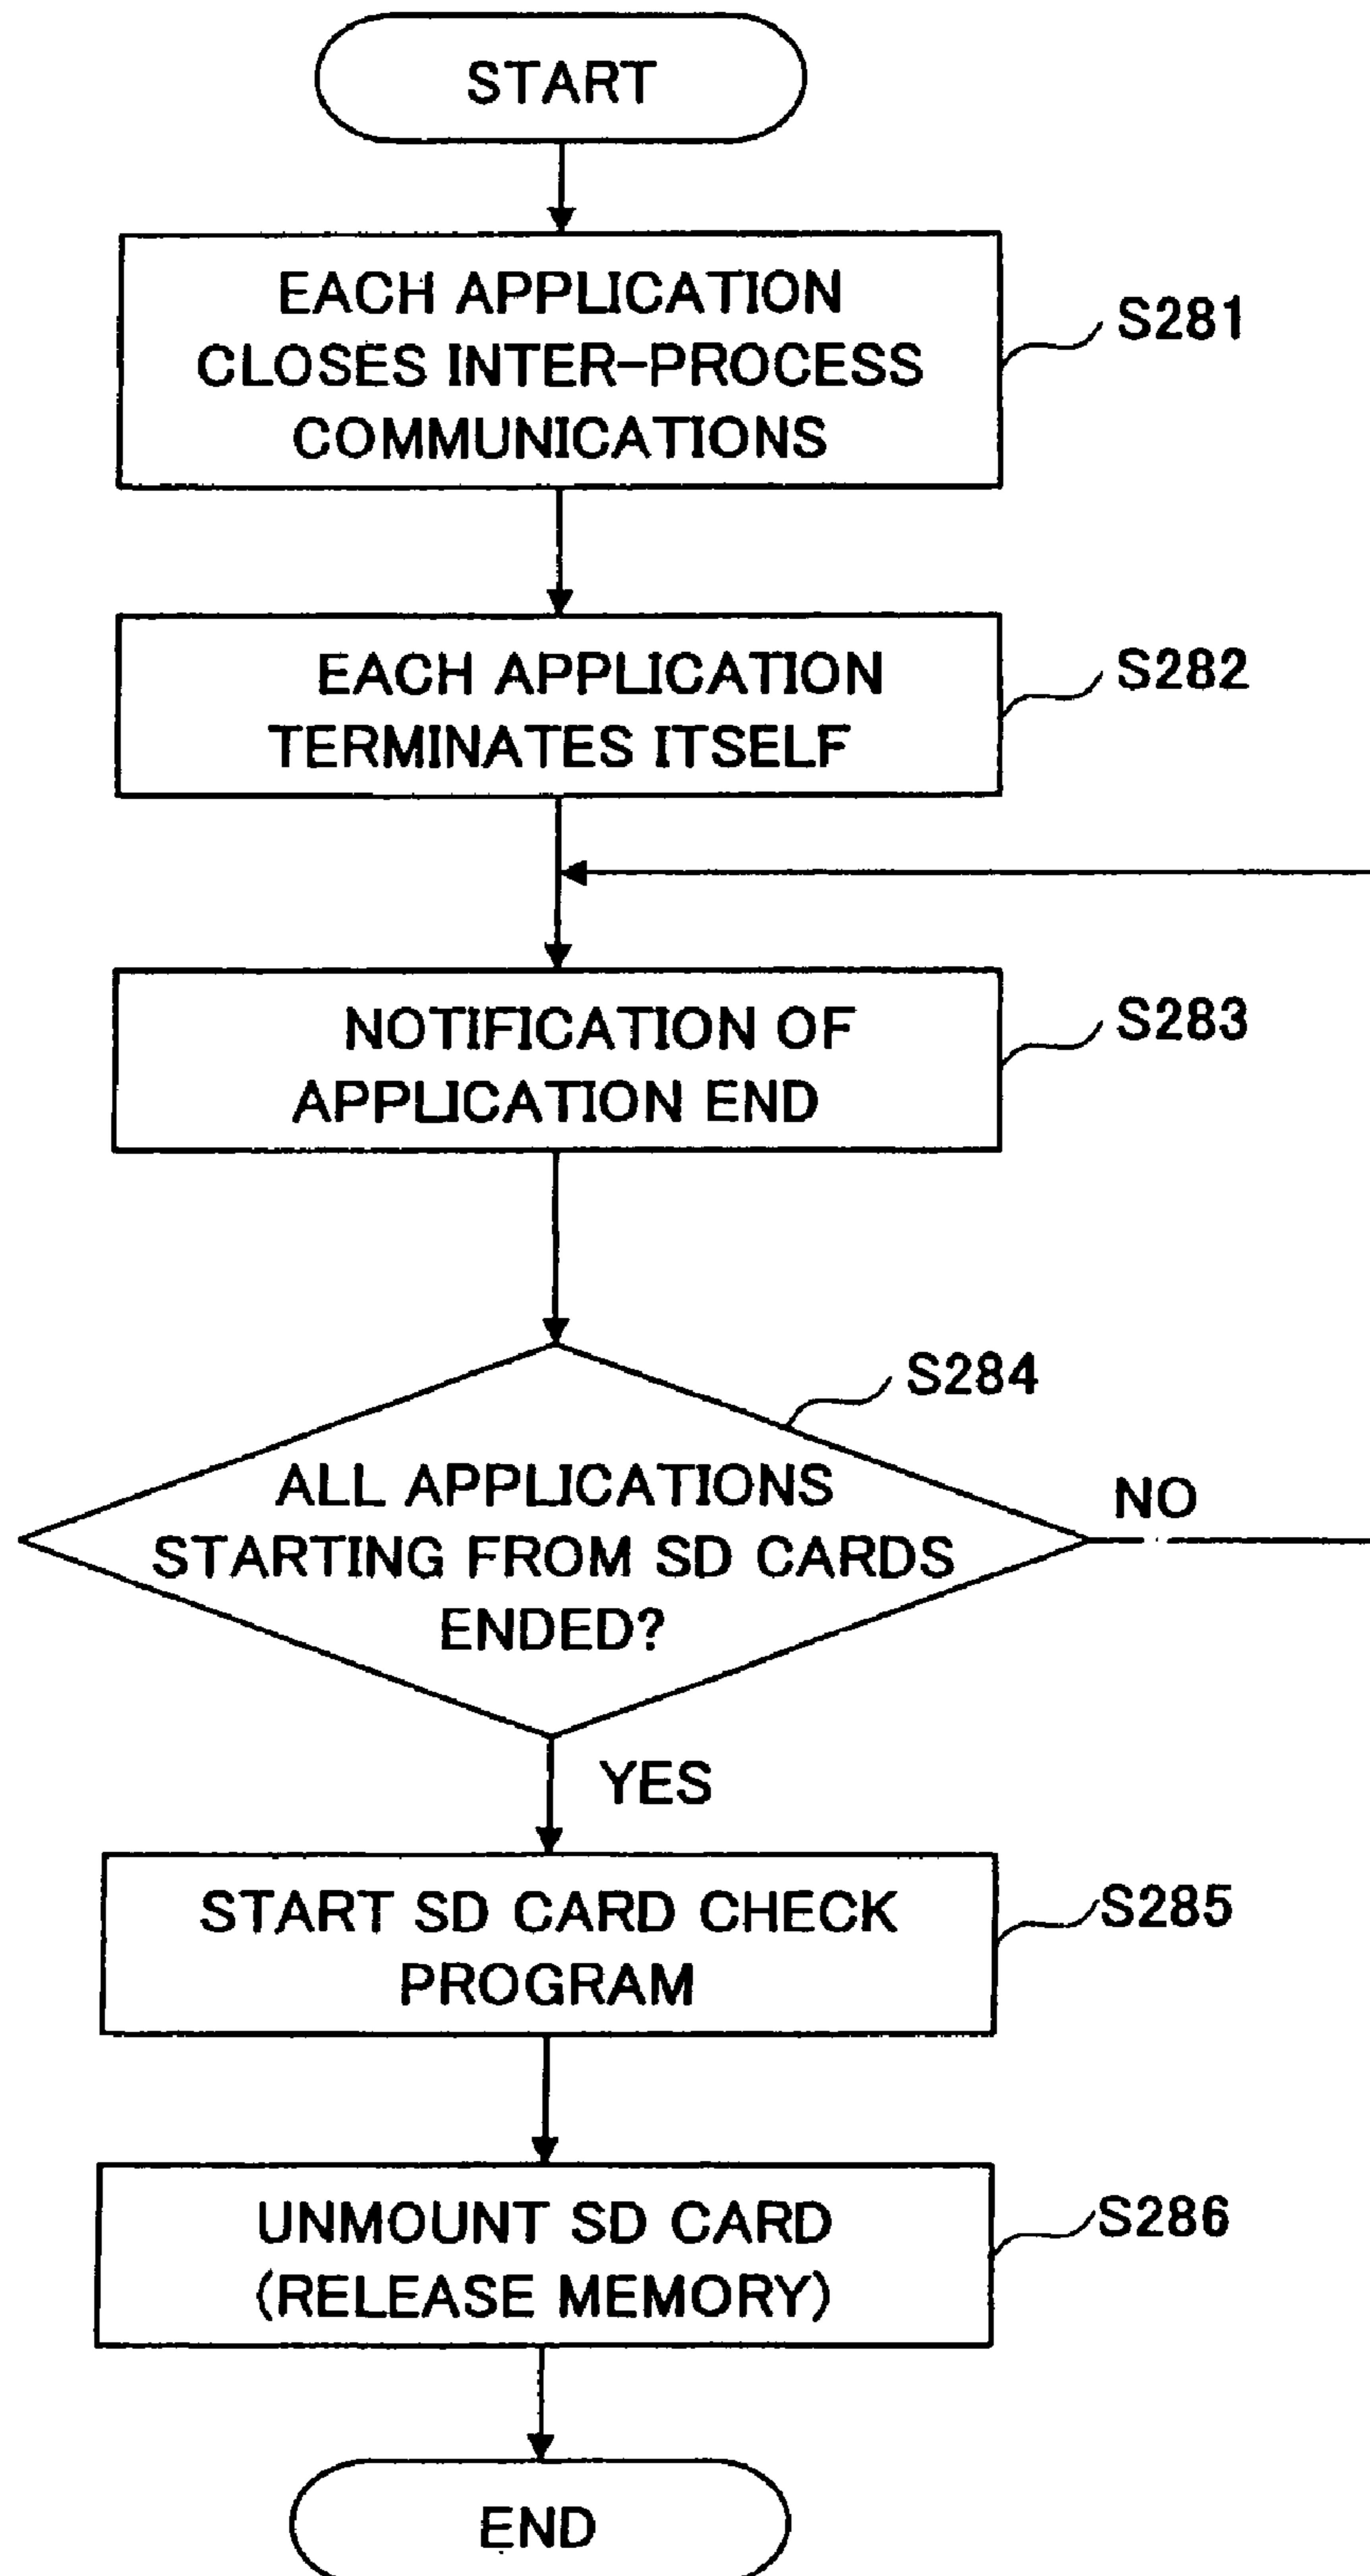 START
EACH APPLICATION
CLOSES INTER-PROCESS
COMMUNICATIONS
S281
EACH APPLICATION
TERMINATES ITSELF
S282
NOTIFICATION OF
APPLICATION END
S283
S284
ALL APPLICATIONS
STARTING FROM SD CARDS
ENDED?
NO
YES
START SD CARD CHECK
PROGRAM
S285
UNMOUNT SD CARD
(RELEASE MEMORY)
S286
END